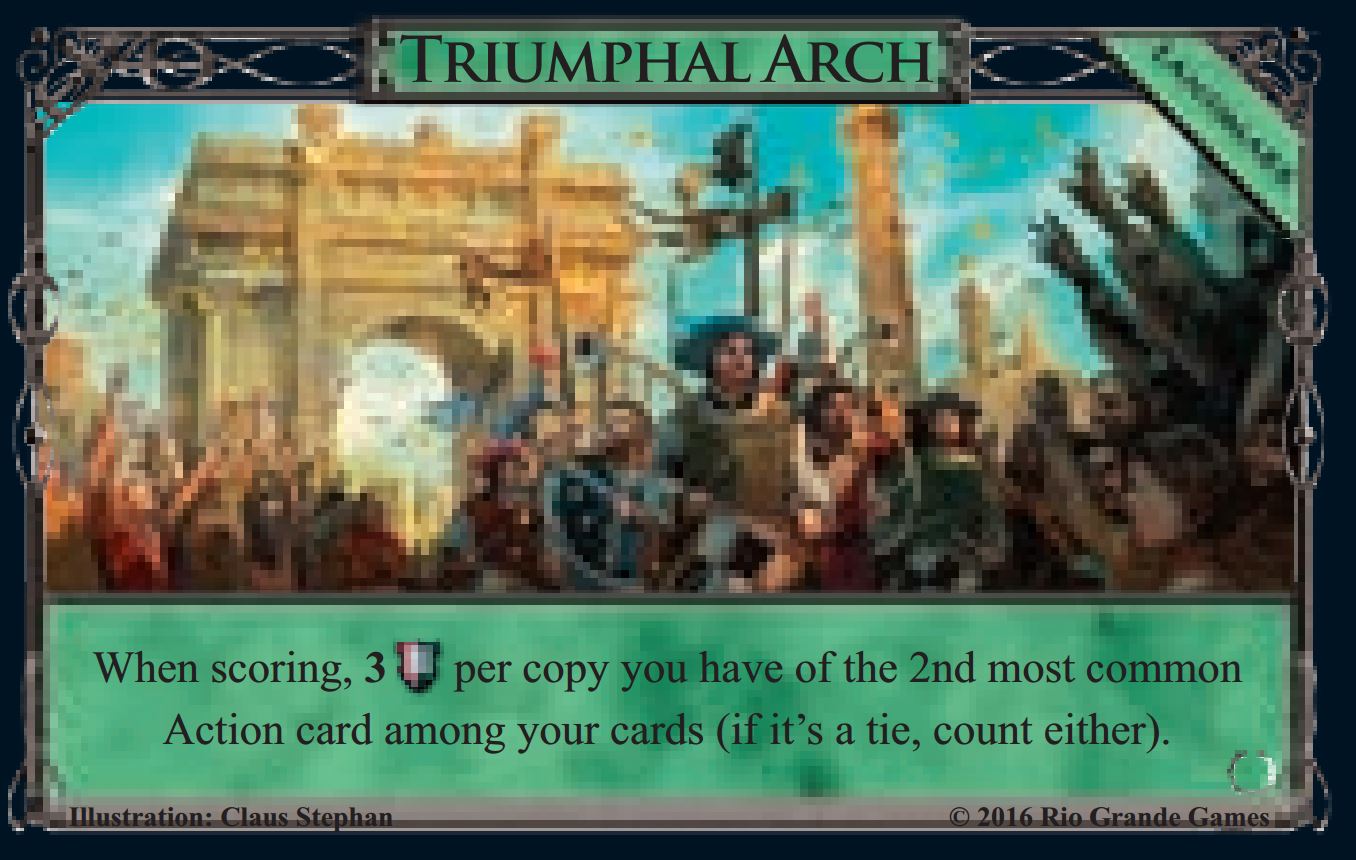 TRIUMPHAL ARCH
LANDMARK
When scoring, 3 per copy you have of the 2nd most common
Action card among your cards (if it’s a tie, count either).
Illustration: Claus Stephan
© 2016 Rio Grande Games